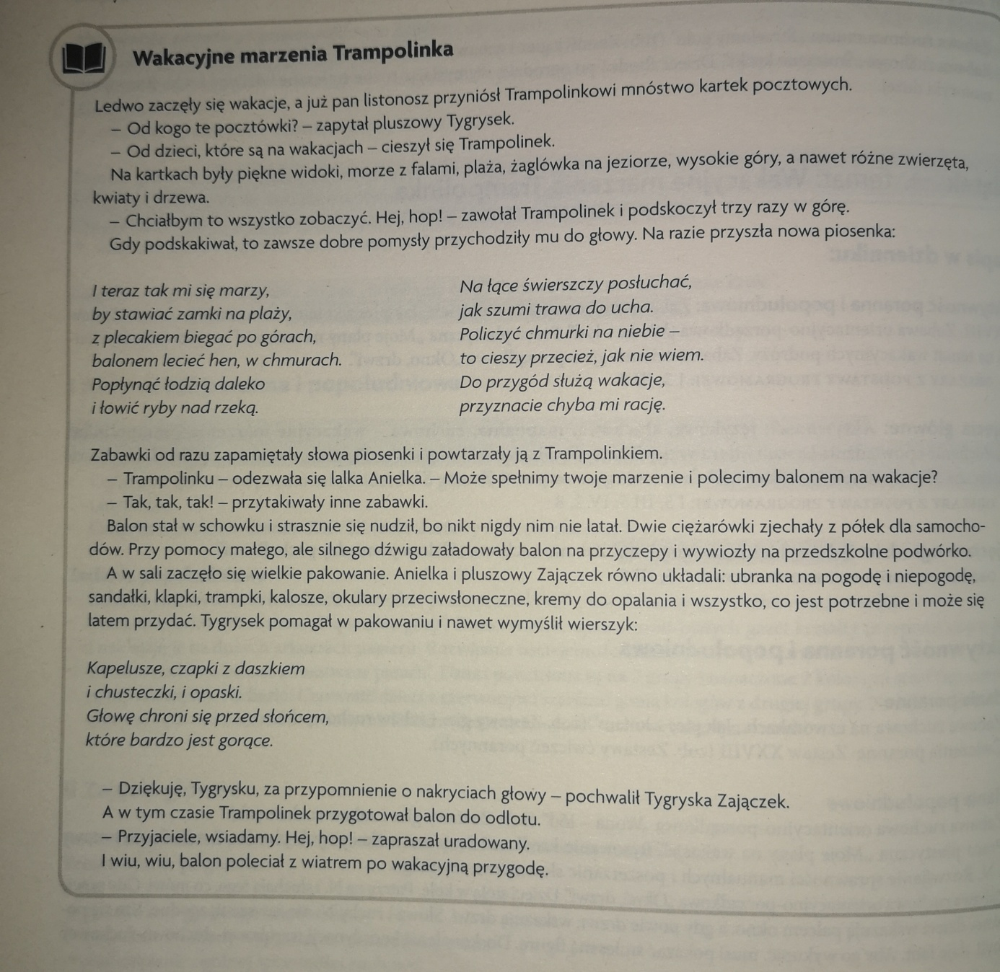 Wakacyjne marzenia Trampolinka
Ledwo zaczęły się wakacje, a już pan listonosz przyniósł Trampolinkowi mnóstwo kartek pocztowych.
– Od kogo te pocztówki? – zapytał pluszowy Tygrysek.
– Od dzieci, które są na wakacjach – cieszył się Trampolinek.
Na kartkach były piękne widoki, morze z falami, plaża, żaglówka na jeziorze, wysokie góry, a nawet różne zwierzęta,
kwiaty i drzewa.
– Chciałbym to wszystko zobaczyć. Hej, hop! – zawołał Trampolinek i podskoczył trzy razy w górę.
Gdy podskakiwał, to zawsze dobre pomysły przychodziły mu do głowy. Na razie przyszła nowa piosenka:
I teraz tak mi się marzy,
by stawiać zamki na plaży,
z plecakiem biegać po górach,
balonem lecieć hen, w chmurach.
Popłynąć łodzią daleko
i łowić ryby nad rzeką.
Na łące świerszczy posłuchać,
jak szumi trawa do ucha.
Policzyć chmurki na niebie –
to cieszy przecież, jak nie wiem.
Do przygód służą wakacje,
przyznacie chyba mi rację.
Zabawki od razu zapamiętały słowa piosenki i powtarzały ją z Trampolinkiem.
– Trampolinku – odezwała się lalka Anielka. – Może spełnimy twoje marzenie i polecimy balonem na wakacje?
– Tak, tak, tak! – przytakiwały inne zabawki.
Balon stał w schowku i strasznie się nudził, bo nikt nigdy nim nie latał. Dwie ciężarówki zjechały z półek dla samocho-
dów. Przy pomocy małego, ale silnego dźwigu załadowały balon na przyczepy i wywiozły na przedszkolne podwórko.
A w sali zaczęło się wielkie pakowanie. Anielka i pluszowy Zajączek równo układali: ubranka na pogodę i niepogodę,
sandałki, klapki, trampki, kalosze, okulary przeciwsłoneczne, kremy do opalania i wszystko, co jest potrzebne i może się
latem przydać. Tygrysek pomagał w pakowaniu i nawet wymyślił wierszyk:
Kapelusze, czapki z daszkiem
i chusteczki, i opaski.
Głowę chroni się przed słońcem,
które bardzo jest gorące.
– Dziękuję, Tygrysku, za przypomnienie o nakryciach głowy – pochwalił Tygryska Zajączek.
A w tym czasie Trampolinek przygotował balon do odlotu.
– Przyjaciele, wsiadamy. Hej, hop! – zapraszał uradowany.
I wiu, wiu, balon poleciał z wiatrem po wakacyjną przygodę.